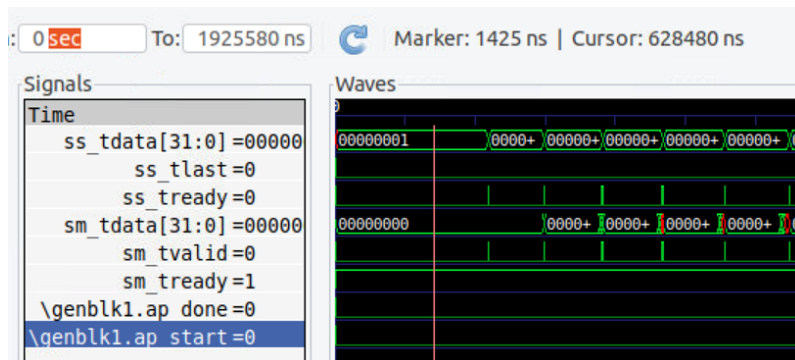 : 0 sec To: 1925580 ns Marker: 1425 ns | Cursor: 628480 ns
Signals Waves
Time 0
ss_tdata[31:0] =00000 00000001 0000+ 00000+ 00000+ 00000+ 00000+
ss_tlast =0
ss_tready =0
sm_tdata[31:0] =00000 00000000 0000+ 0000+ 0000+ 0000+
sm_tvalid =0
sm_tready =1
\genblk1.ap_done =0
\genblk1.ap_start =0